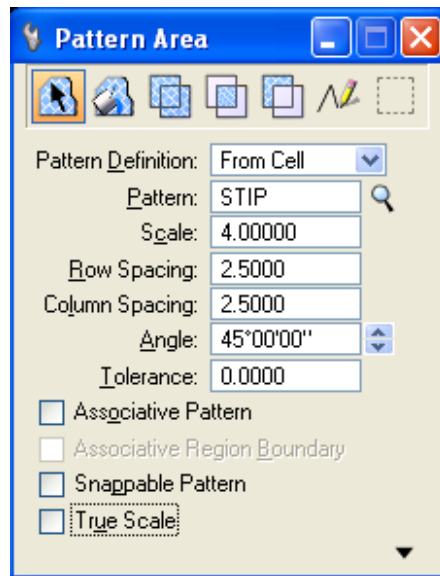 Pattern Area
Pattern Definition: From Cell
Pattern: STIP
Scale: 4.00000
Row Spacing: 2.5000
Column Spacing: 2.5000
Angle: 45°00'00"
Tolerance: 0.0000
Associative Pattern
Associative Region Boundary
Snappable Pattern
True Scale